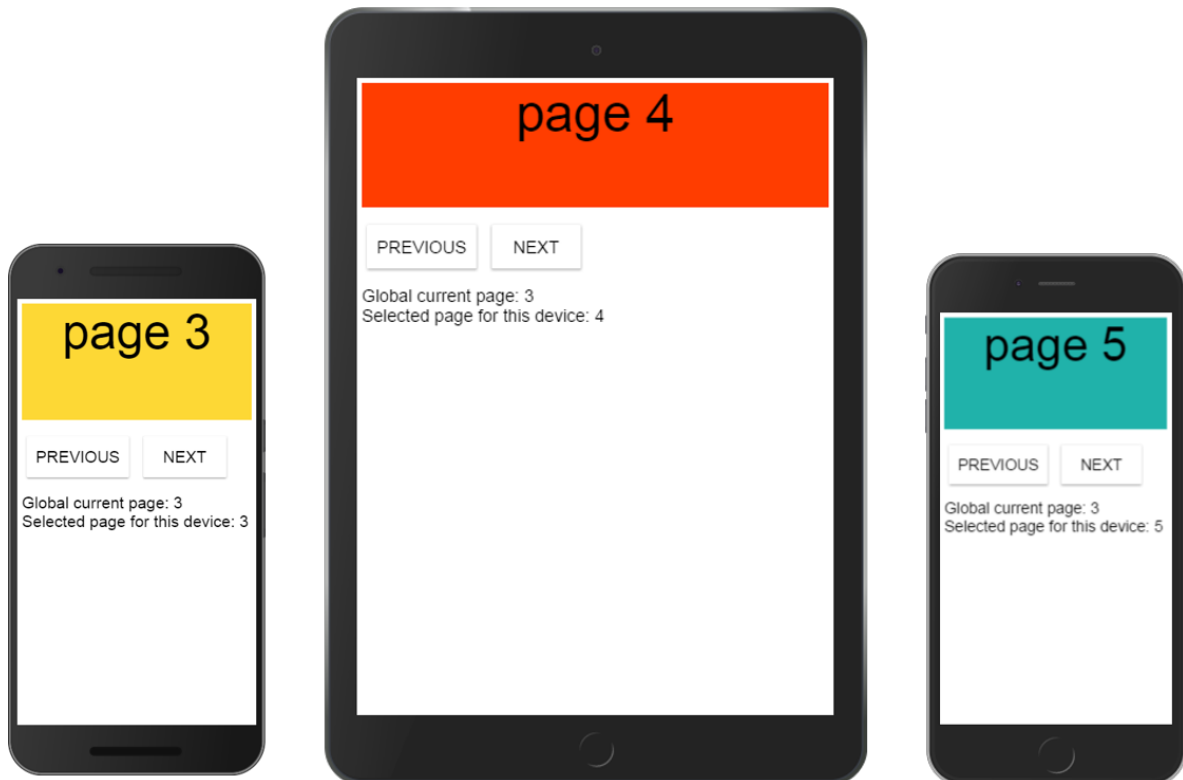 page 3
PREVIOUS NEXT
Global current page: 3
Selected page for this device: 3
page 4
PREVIOUS NEXT
Global current page: 3
Selected page for this device: 4
page 5
PREVIOUS NEXT
Global current page: 3
Selected page for this device: 5